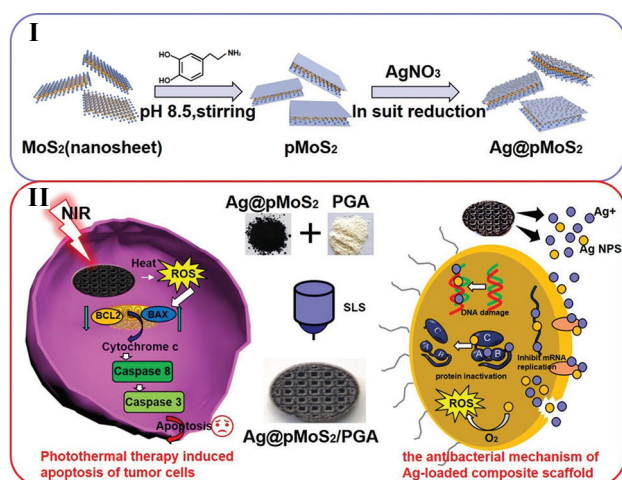 I
HO
HO
NH₂
pH 8.5,stirring
AgNO₃
In suit reduction
MoS₂(nanosheet)
pMoS₂
Ag@pMoS₂
II
NIR
Heat
ROS
BCL2
BAX
Cytochrome c
Caspase 8
Caspase 3
Apoptosis
Photothermal therapy induced
apoptosis of tumor cells
Ag@pMoS₂
PGA
+
SLS
Ag@pMoS₂/PGA
Ag+
Ag NPS
DNA damage
C
A
B
C
A
B
protein inactivation
Inhibit mRNA
replication
ROS
O₂
the antibacterial mechanism of
Ag-loaded composite scaffold